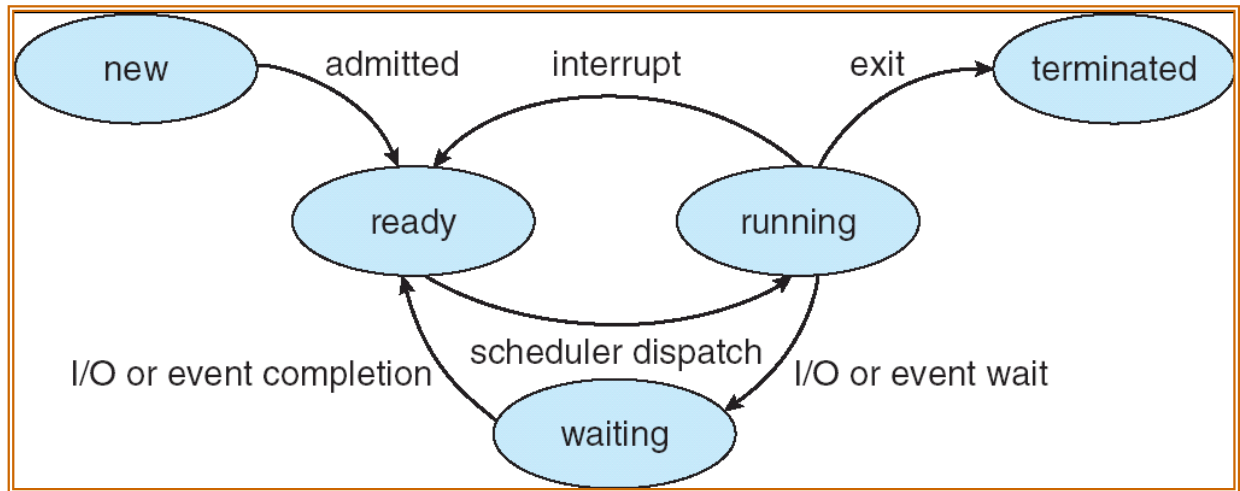 new
admitted
interrupt
exit
terminated
ready
running
scheduler dispatch
I/O or event completion
I/O or event wait
waiting